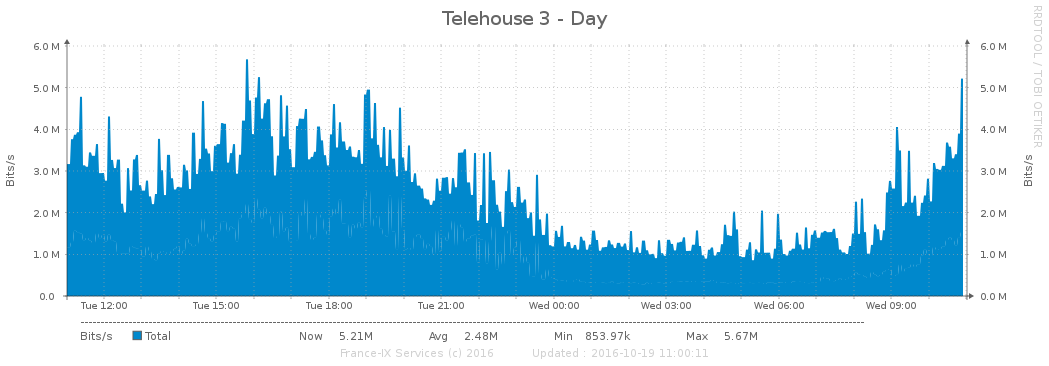 Telehouse 3 - Day
RRDTOOL / TOBI OETIKER
6.0 M 6.0 M
5.0 M 5.0 M
4.0 M 4.0 M
3.0 M 3.0 M
2.0 M 2.0 M
1.0 M 1.0 M
0.0 0.0 M
Bits/s
Bits/s
Tue 12:00 Tue 15:00 Tue 18:00 Tue 21:00 Wed 00:00 Wed 03:00 Wed 06:00 Wed 09:00
Bits/s Total Now 5.21M Avg 2.48M Min 853.97k Max 5.67M
France-IX Services (c) 2016 Updated : 2016-10-19 11:00:11